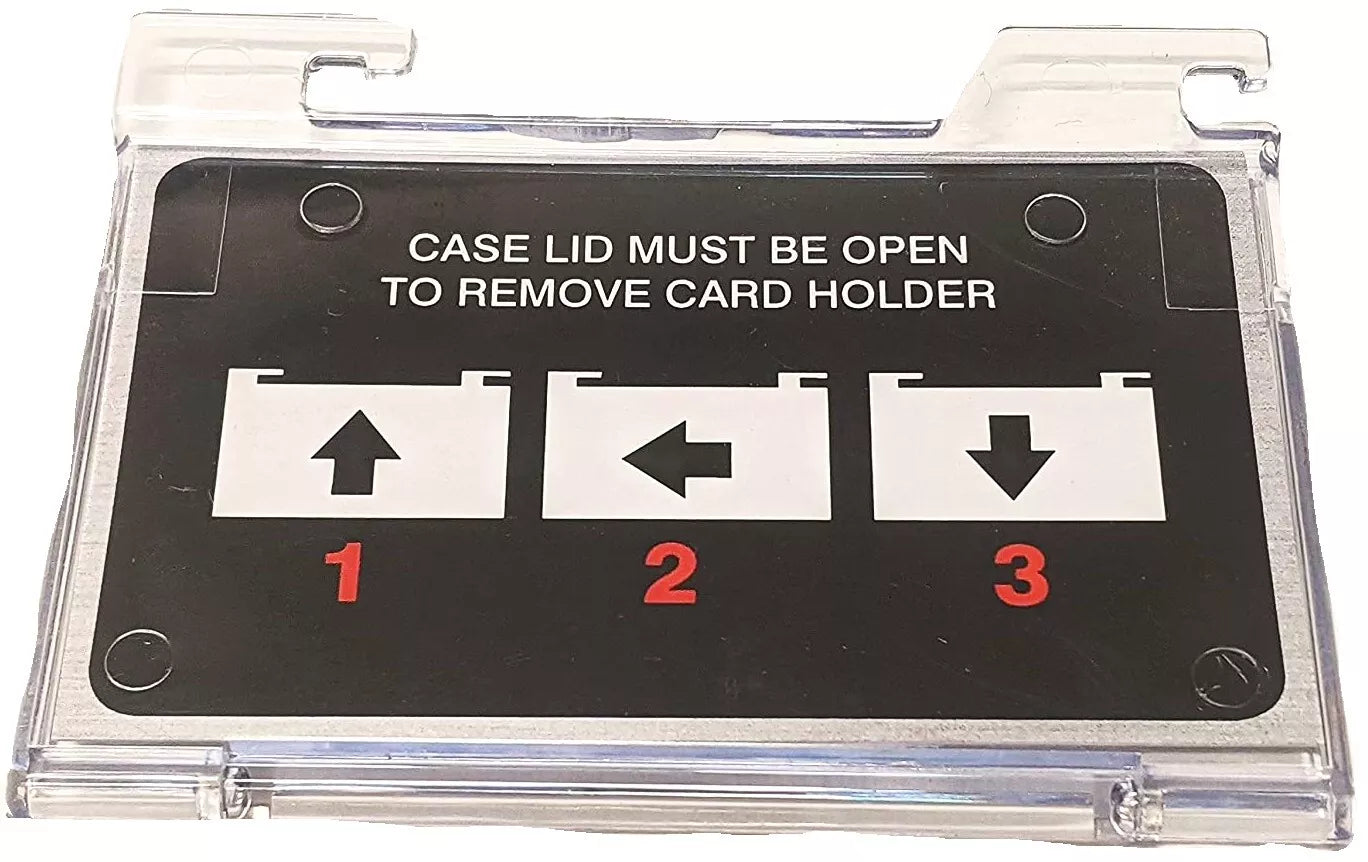 CASE LID MUST BE OPEN
TO REMOVE CARD HOLDER
1 2 3